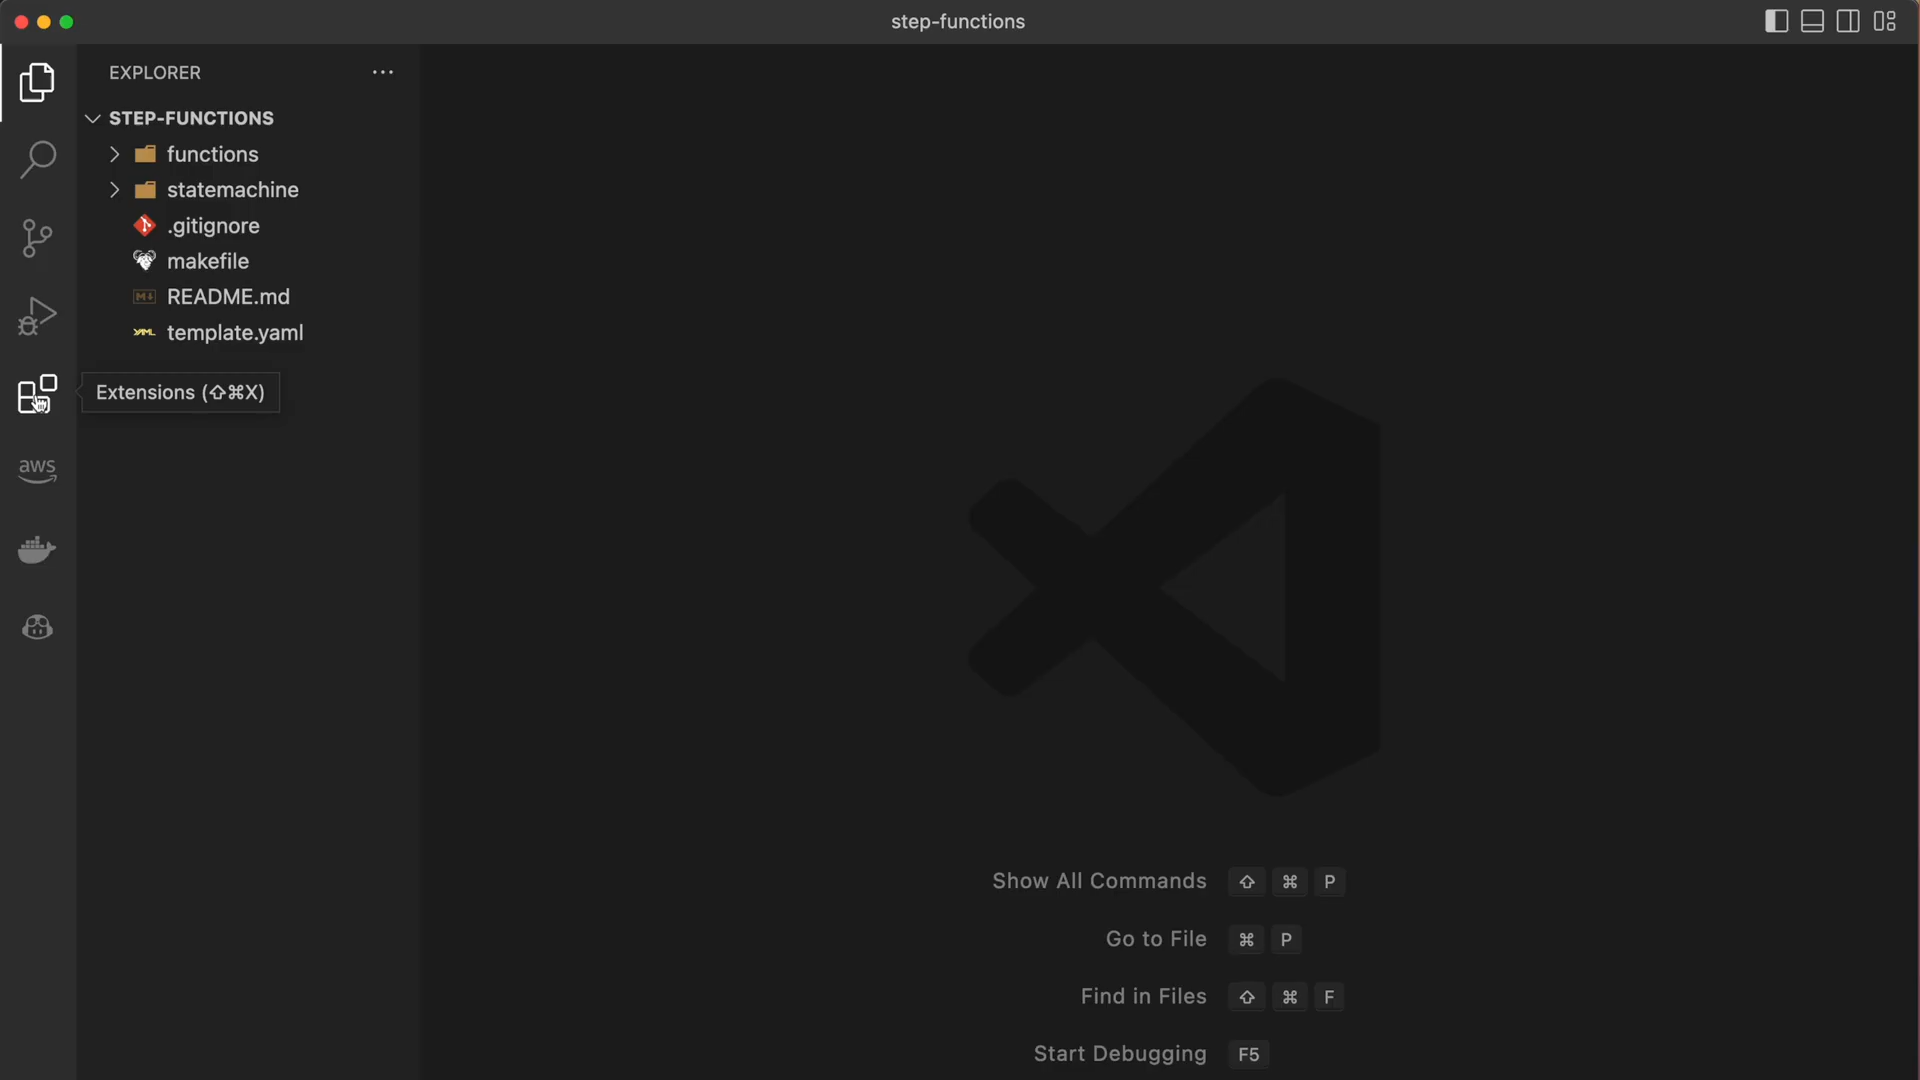 step-functions
EXPLORER
STEP-FUNCTIONS
functions
statemachine
.gitignore
makefile
M↓ README.md
YAML template.yaml
Extensions (⇧⌘X)
aws
Show All Commands ⇧ ⌘ P
Go to File ⌘ P
Find in Files ⇧ ⌘ F
Start Debugging F5